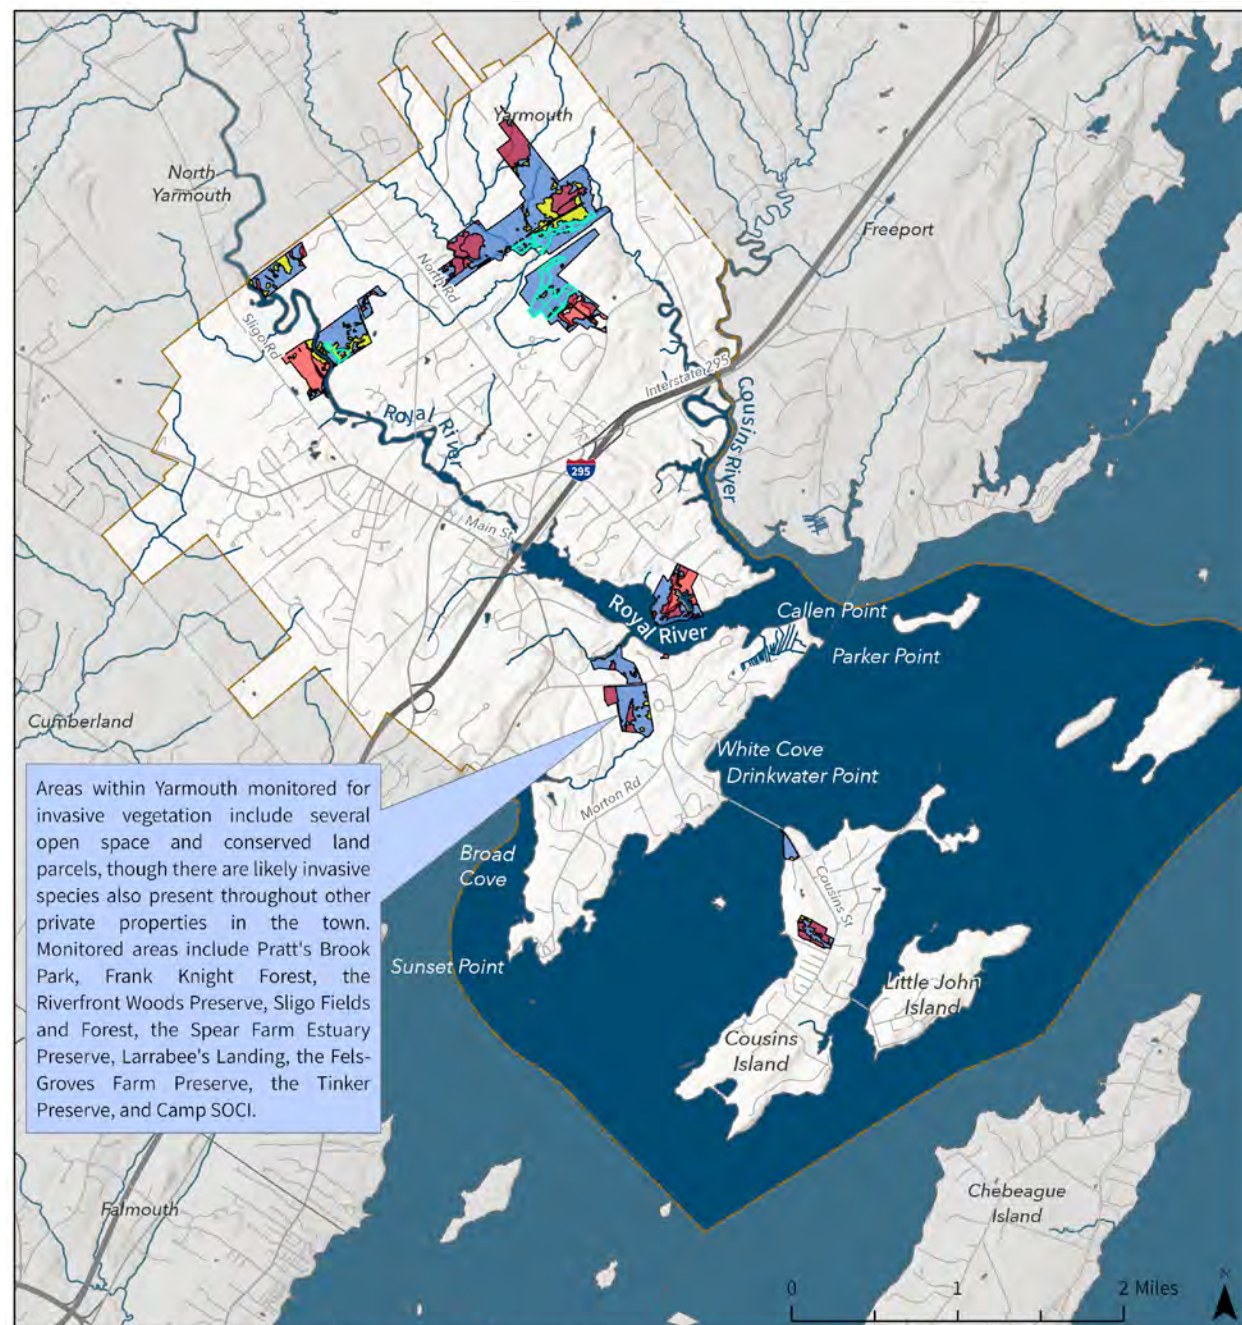 Yarmouth
North
Yarmouth
Freeport
North Rd
Sligo Rd
Interstate 295
Cousins River
Royal River
295
Main St
Royal River
Callen Point
Parker Point
Cumberland
White Cove
Drinkwater Point
Morton Rd
Areas within Yarmouth monitored for
invasive vegetation include several
open space and conserved land
parcels, though there are likely invasive
species also present throughout other
private properties in the town.
Monitored areas include Pratt's Brook
Park, Frank Knight Forest, the
Riverfront Woods Preserve, Sligo Fields
and Forest, the Spear Farm Estuary
Preserve, Larrabee's Landing, the Fels-
Groves Farm Preserve, the Tinker
Preserve, and Camp SOCI.
Broad
Cove
Cousins St
Sunset Point
Little John
Island
Cousins
Island
Chebeague
Island
Falmouth
0 1 2 Miles
N